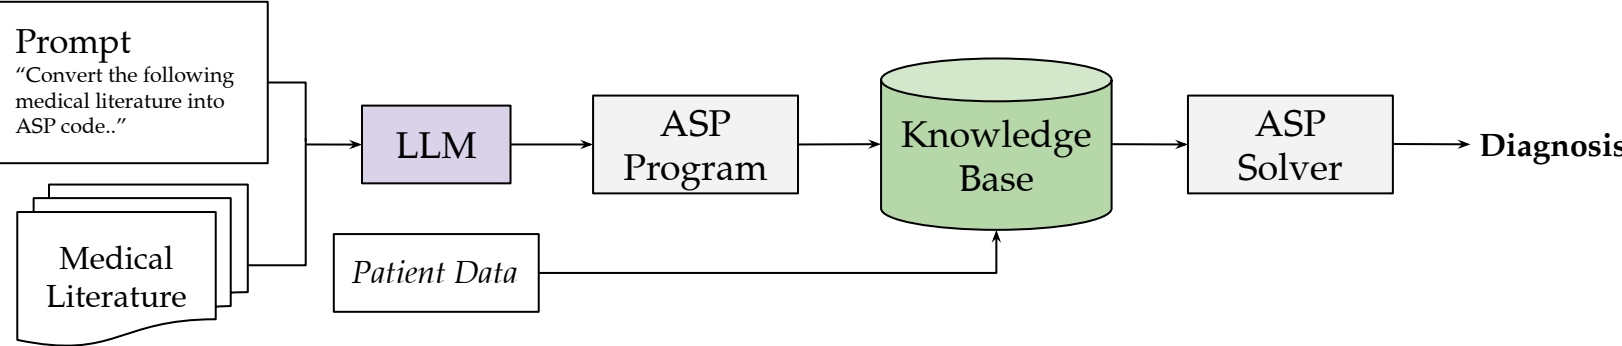 Prompt
“Convert the following
medical literature into
ASP code..”
LLM
ASP
Program
Knowledge
Base
ASP
Solver
Diagnosis
Medical
Literature
Patient Data